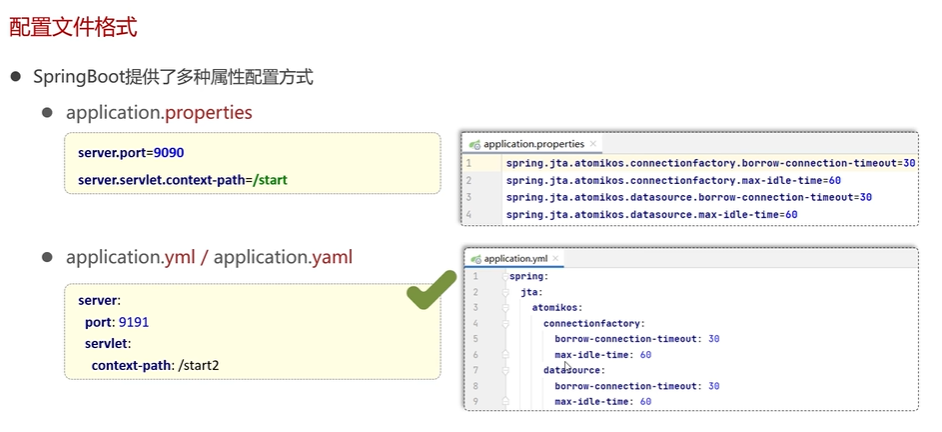 配置文件格式
SpringBoot提供了多种属性配置方式
application.properties
server.port=9090
server.servlet.context-path=/start
application.properties
1 spring.jta.atomikos.connectionfactory.borrow-connection-timeout=30
2 spring.jta.atomikos.connectionfactory.max-idle-time=60
3 spring.jta.atomikos.datasource.borrow-connection-timeout=30
4 spring.jta.atomikos.datasource.max-idle-time=60
application.yml / application.yaml
server:
port: 9191
servlet:
context-path: /start2
application.yml
1 spring:
2 jta:
3 atomikos:
4 connectionfactory:
5 borrow-connection-timeout: 30
6 max-idle-time: 60
7 datasource:
8 borrow-connection-timeout: 30
9 max-idle-time: 60